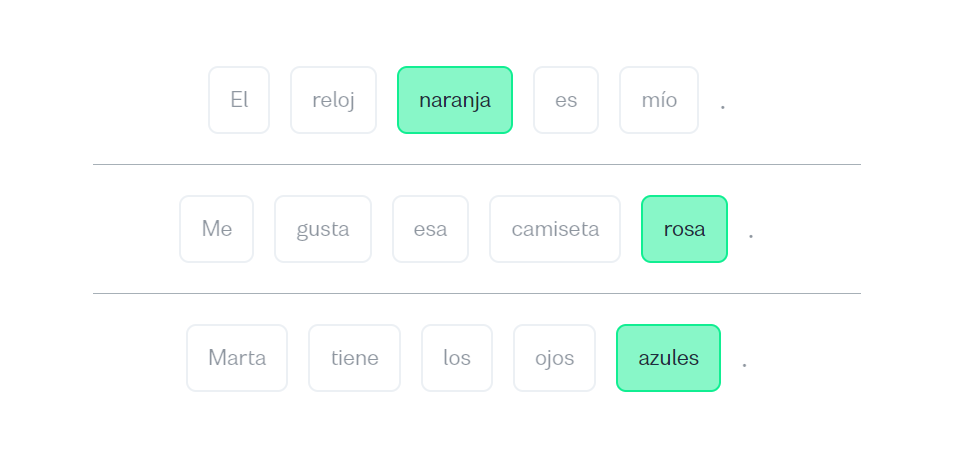 El reloj naranja es mío .
Me gusta esa camiseta rosa .
Marta tiene los ojos azules .